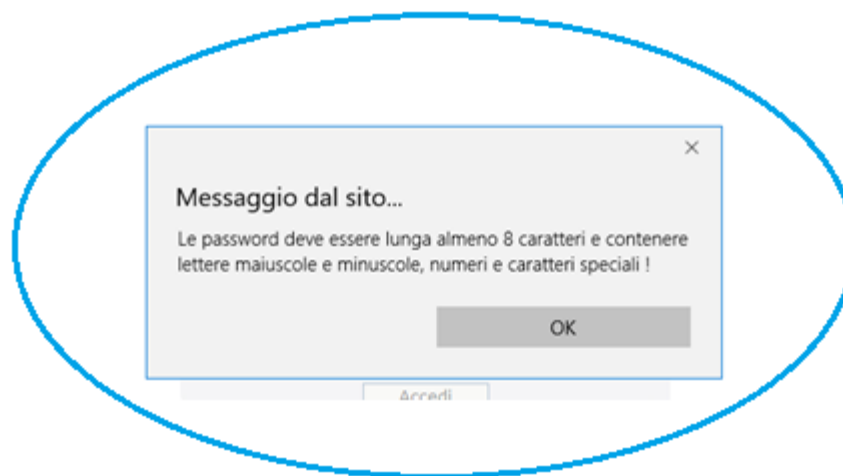 Messaggio dal sito...
Le password deve essere lunga almeno 8 caratteri e contenere
lettere maiuscole e minuscole, numeri e caratteri speciali !
OK
Accedi